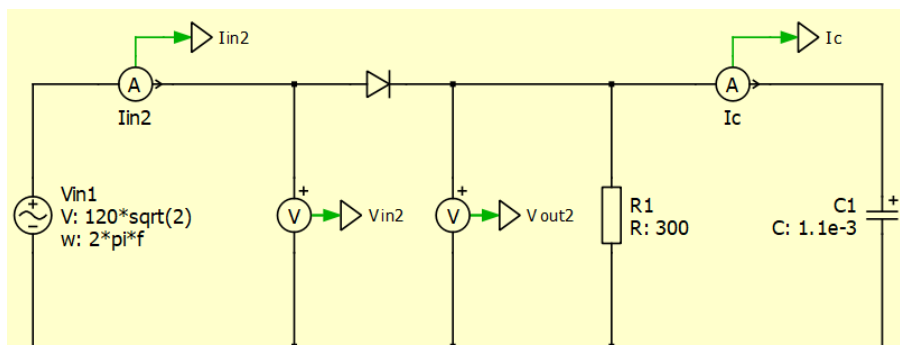 Iin2
Ic
A
A
Iin2
Ic
Vin1
V: 120*sqrt(2)
w: 2*pi*f
+
V
Vin2
+
V
Vout2
R1
R: 300
C1
C: 1.1e-3
+